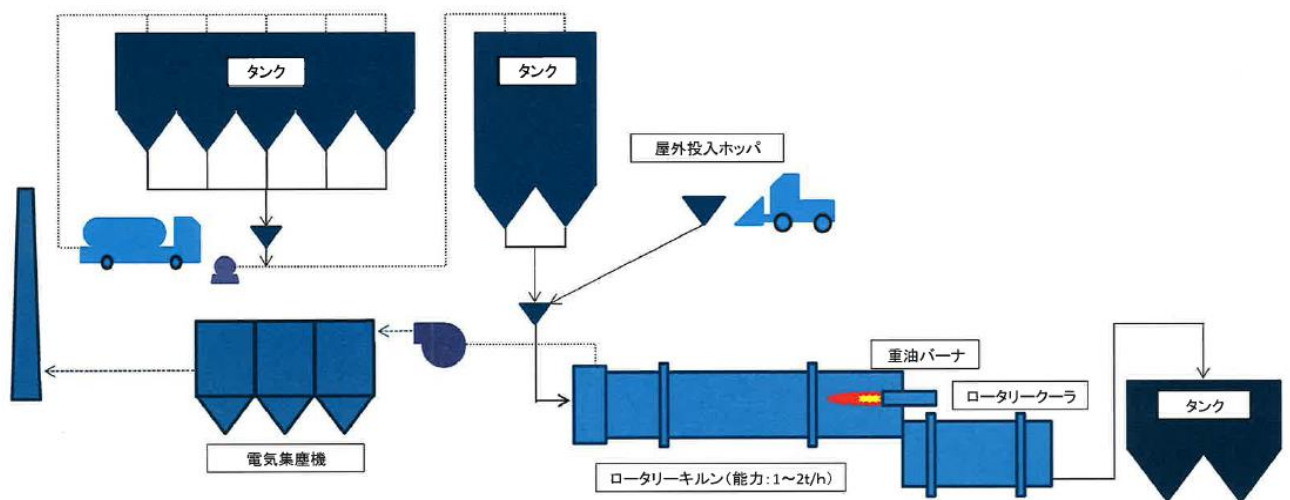 タンク
タンク
屋外投入ホッパ
重油バーナ
ロータリークーラ
タンク
電気集塵機
ロータリーキルン(能力:1~2t/h)